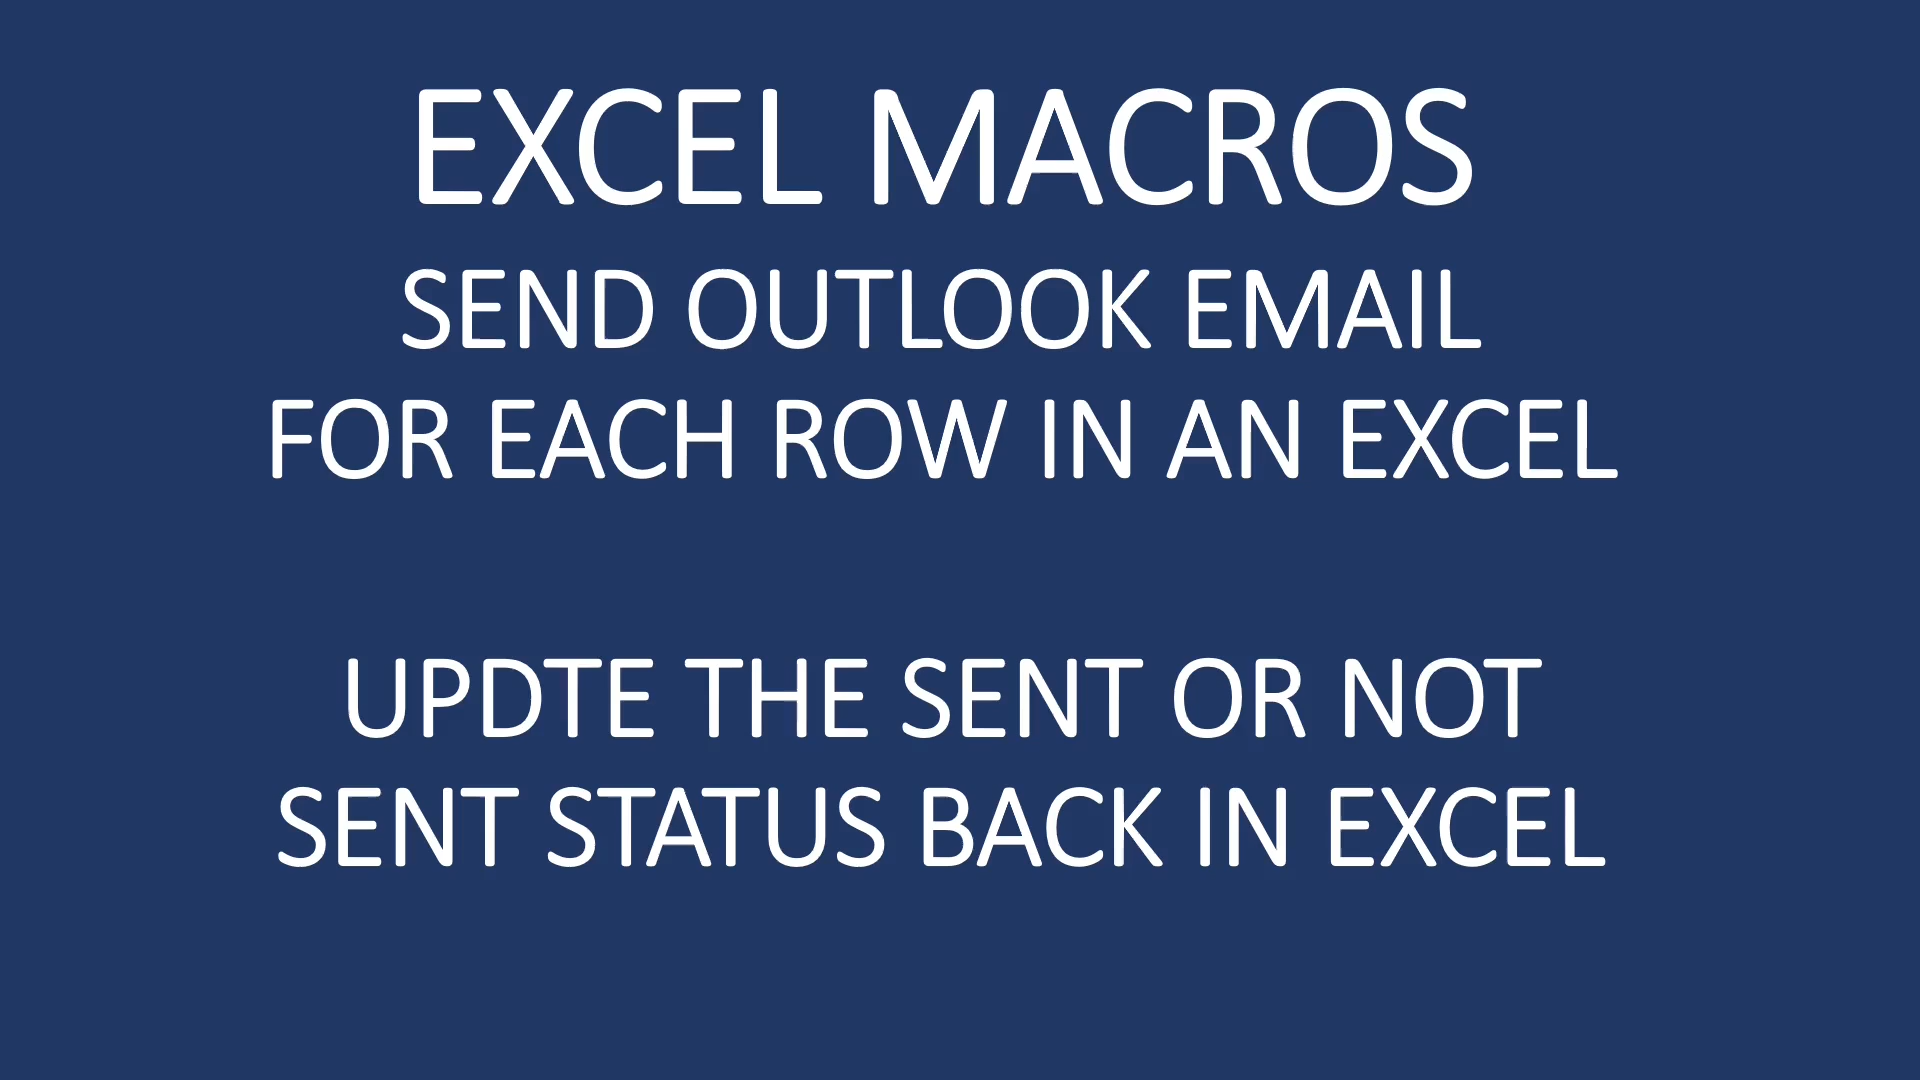 EXCEL MACROS
SEND OUTLOOK EMAIL
FOR EACH ROW IN AN EXCEL
UPDTE THE SENT OR NOT
SENT STATUS BACK IN EXCEL